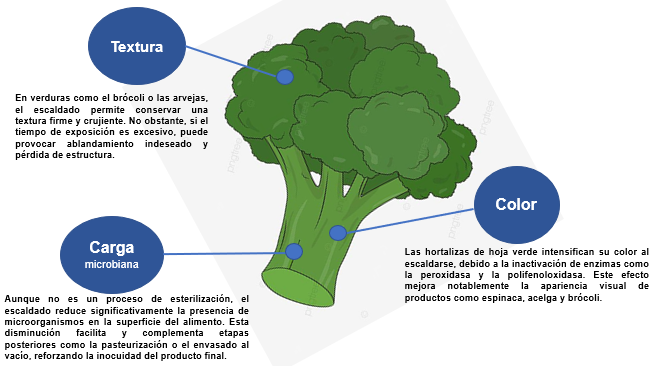 Textura
En verduras como el brócoli o las arvejas,
el escaldado permite conservar una
textura firme y crujiente. No obstante, si el
tiempo de exposición es excesivo, puede
provocar ablandamiento indeseado y
pérdida de estructura.
Color
Las hortalizas de hoja verde intensifican su color al
escaldarse, debido a la inactivación de enzimas como
la peroxidasa y la polifenoloxidasa. Este efecto
mejora notablemente la apariencia visual de
productos como espinaca, acelga y brócoli.
Carga
microbiana
Aunque no es un proceso de esterilización, el
escaldado reduce significativamente la presencia de
microorganismos en la superficie del alimento. Esta
disminución facilita y complementa etapas
posteriores como la pasteurización o el envasado al
vacío, reforzando la inocuidad del producto final.